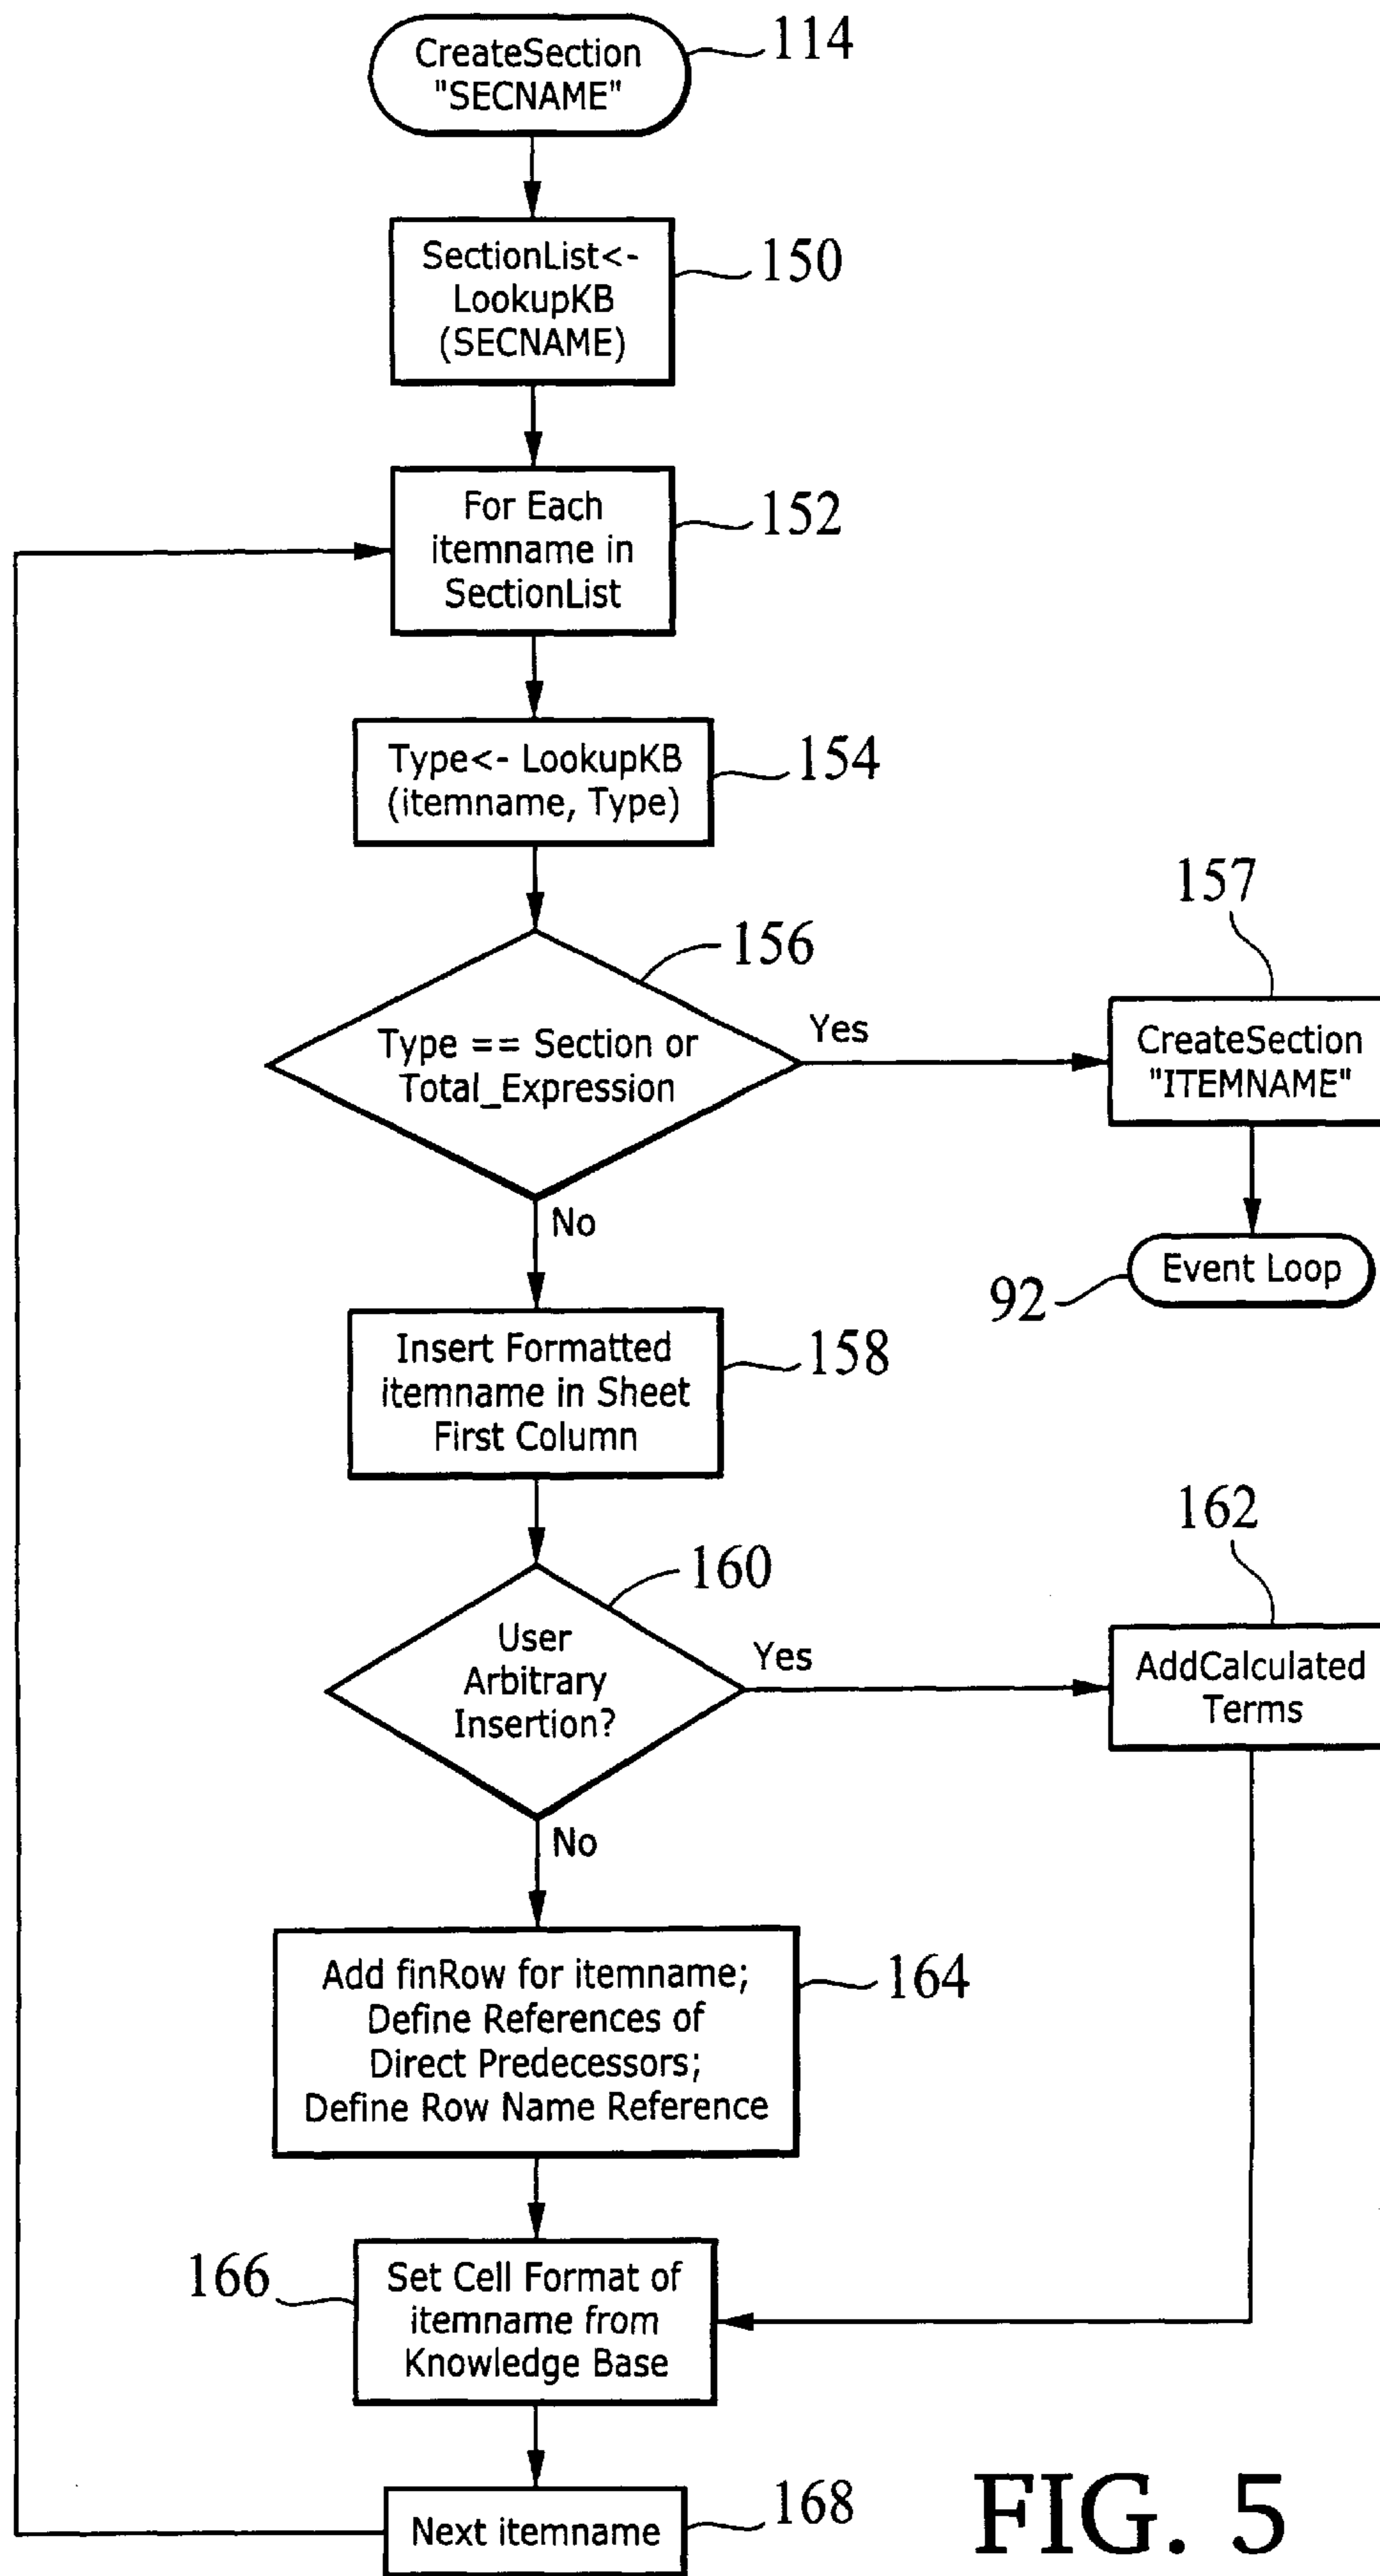 CreateSection
"SECNAME"
114
SectionList<-
LookupKB
(SECNAME)
150
For Each
itemname in
SectionList
152
Type<- LookupKB
(itemname, Type)
154
156
Type == Section or
Total_Expression
Yes
157
CreateSection
"ITEMNAME"
No
Event Loop
92
Insert Formatted
itemname in Sheet
First Column
158
160
User
Arbitrary
Insertion?
Yes
162
AddCalculated
Terms
No
Add finRow for itemname;
Define References of
Direct Predecessors;
Define Row Name Reference
164
166
Set Cell Format of
itemname from
Knowledge Base
Next itemname
168
FIG. 5